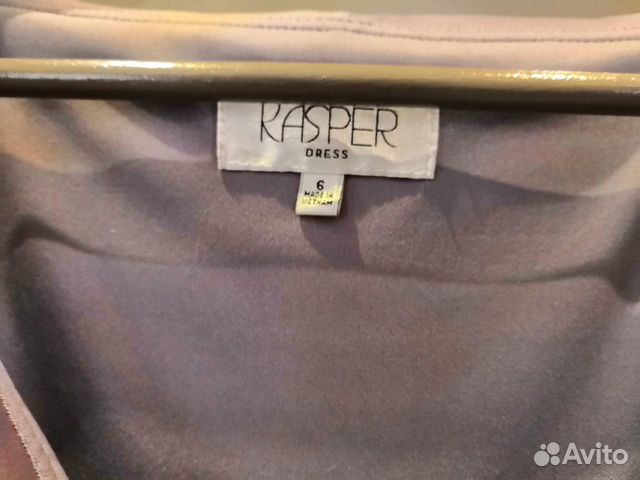 KASPER
DRESS
6
MADE IN
VIETNAM
Avito